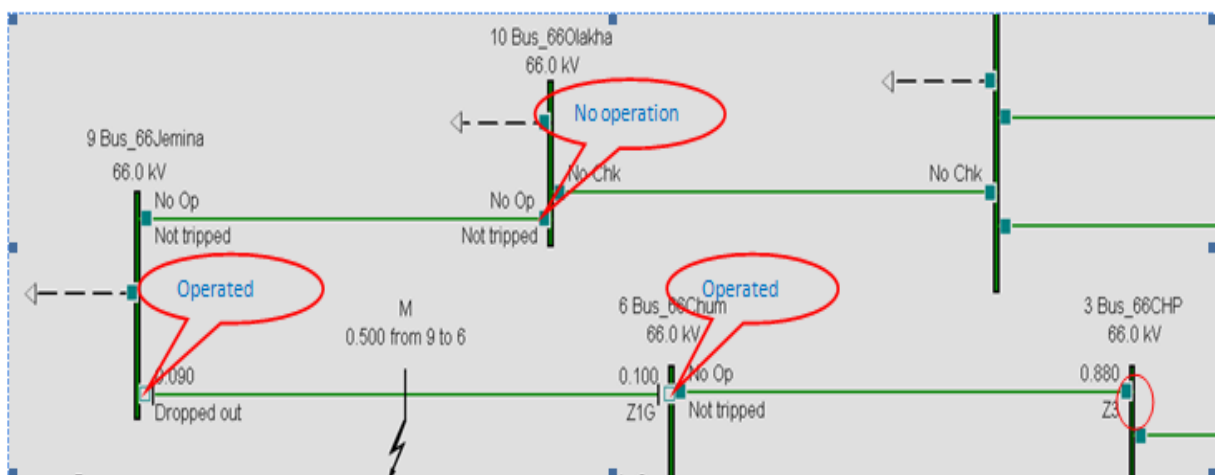 10 Bus_66Olakha
66.0 kV
No operation
9 Bus_66Jemina
66.0 kV
No Op
Not tripped
No Op
Not tripped
No Chk
No Chk
Operated
M
0.500 from 9 to 6
Operated
6 Bus_66Chum
66.0 kV
3 Bus_66CHP
66.0 kV
0.090
Dropped out
0.100
Z1G
No Op
Not tripped
0.880
Z3